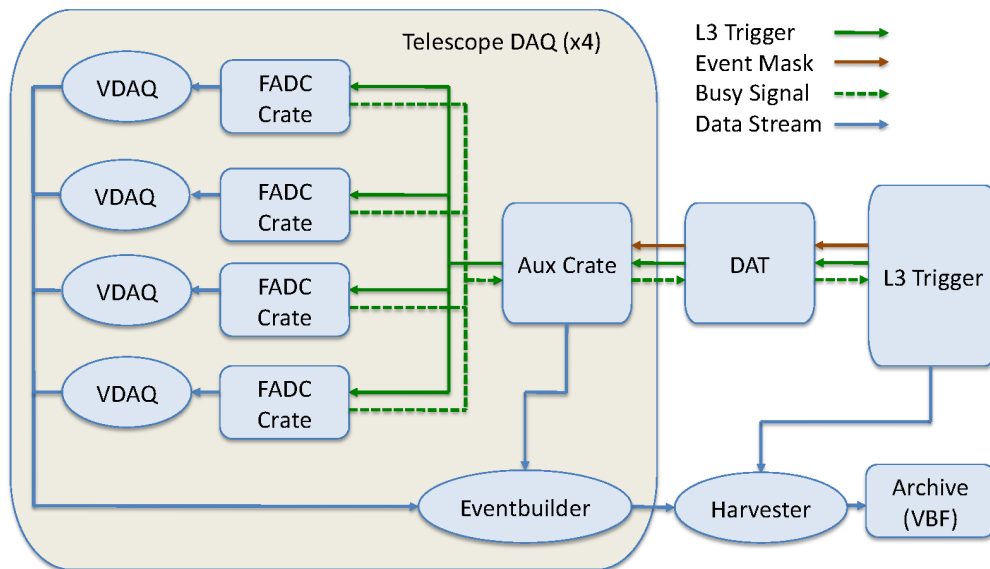 Telescope DAQ (x4)
L3 Trigger
Event Mask
Busy Signal
Data Stream
VDAQ
FADC
Crate
VDAQ
FADC
Crate
VDAQ
FADC
Crate
VDAQ
FADC
Crate
Aux Crate
DAT
L3 Trigger
Eventbuilder
Harvester
Archive
(VBF)